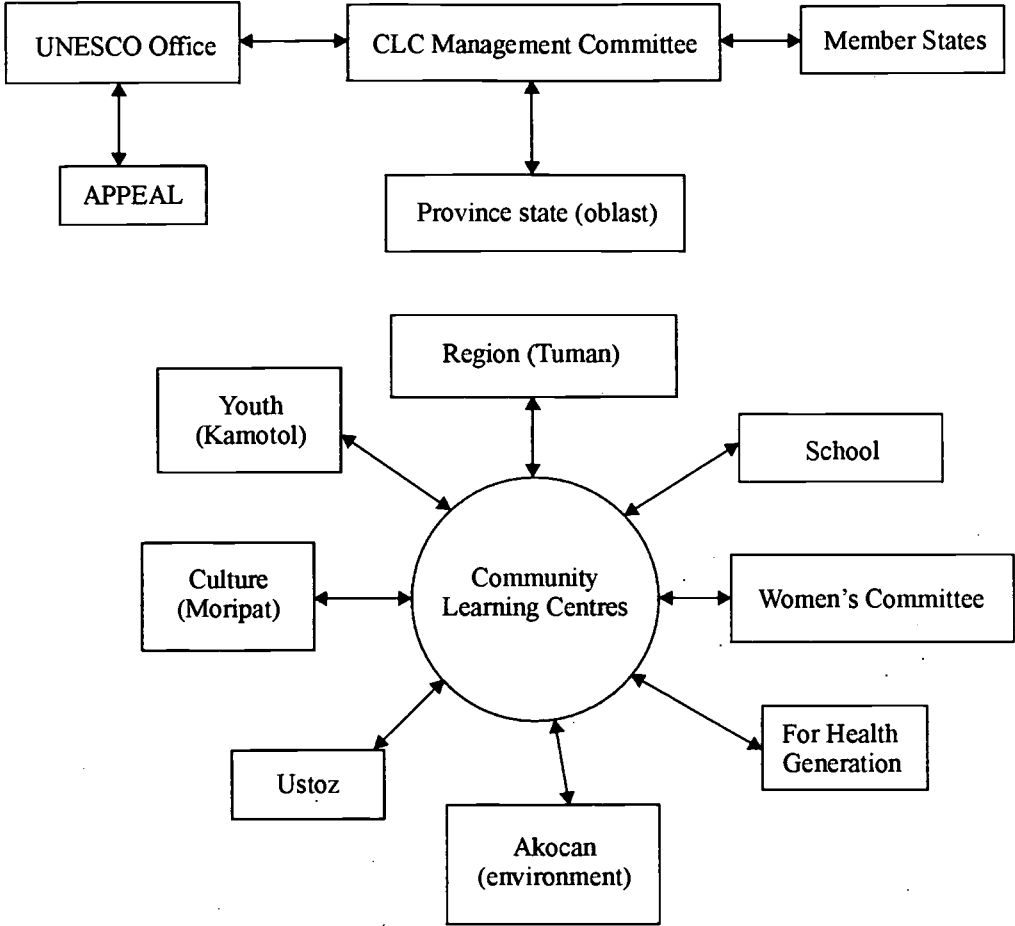 UNESCO Office
CLC Management Committee
Member States
APPEAL
Province state (oblast)
Region (Tuman)
Youth
(Kamotol)
School
Culture
(Moripat)
Community
Learning Centres
Women's Committee
For Health
Generation
Ustoz
Akocan
(environment)